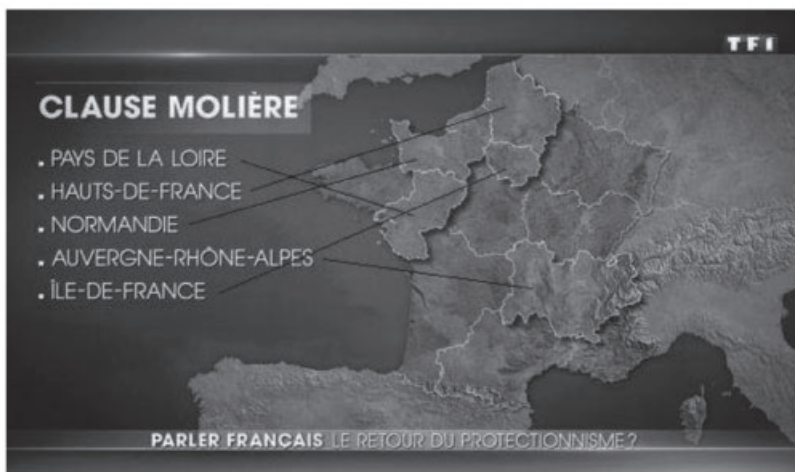 TF1
CLAUSE MOLIÈRE
. PAYS DE LA LOIRE
. HAUTS-DE-FRANCE
. NORMANDIE
. AUVERGNE-RHÔNE-ALPES
. ÎLE-DE-FRANCE
PARLER FRANÇAIS LE RETOUR DU PROTECTIONNISME ?